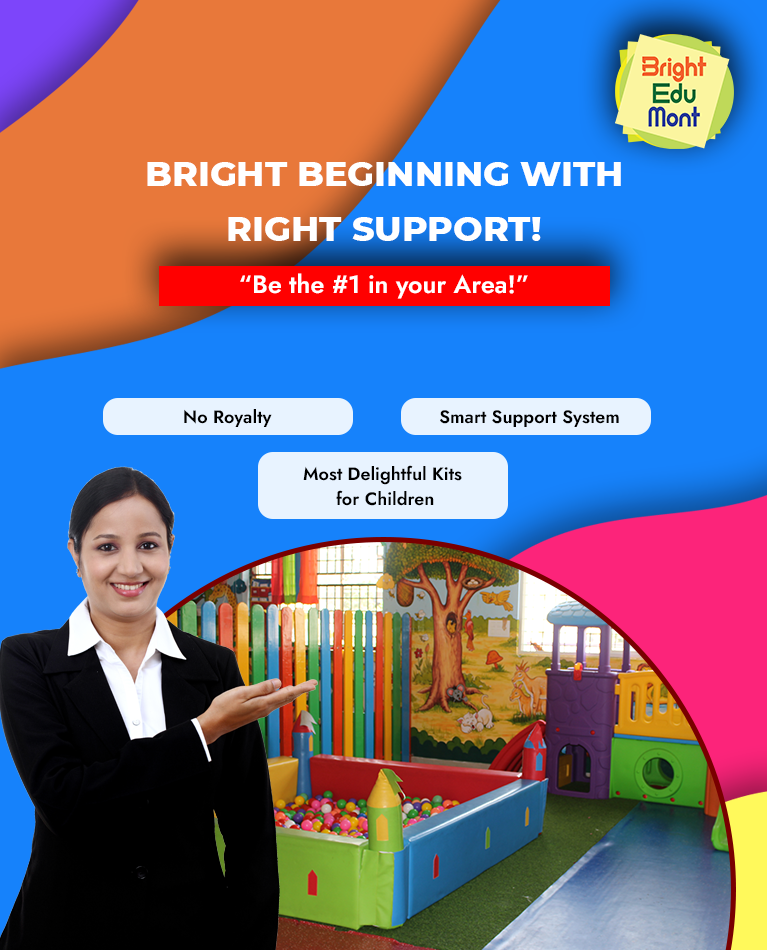 Bright
Edu
Mont
BRIGHT BEGINNING WITH
RIGHT SUPPORT!
“Be the #1 in your Area!”
No Royalty
Smart Support System
Most Delightful Kits
for Children